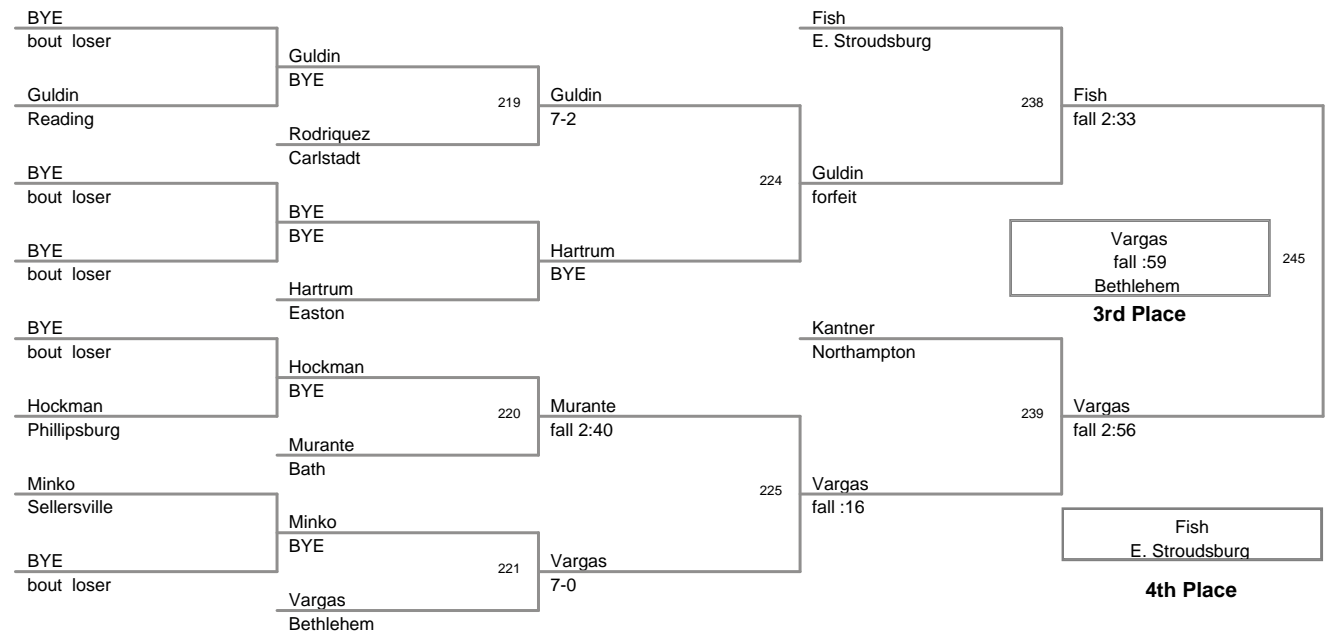 BYE
bout loser
Guldin
Reading
BYE
bout loser
BYE
bout loser
BYE
bout loser
Hockman
Phillipsburg
Minko
Sellersville
BYE
bout loser
Guldin
BYE
219
Rodriquez
Carlstadt
BYE
BYE
Hartrum
Easton
Hockman
BYE
220
Murante
Bath
Minko
BYE
221
Vargas
Bethlehem
Guldin
7-2
224
Hartrum
BYE
Murante
fall 2:40
225
Vargas
7-0
Fish
E. Stroudsburg
238
Guldin
forfeit
Kantner
Northampton
239
Vargas
fall :16
Fish
fall 2:33
Vargas
fall :59
Bethlehem
245
3rd Place
Vargas
fall 2:56
Fish
E. Stroudsburg
4th Place